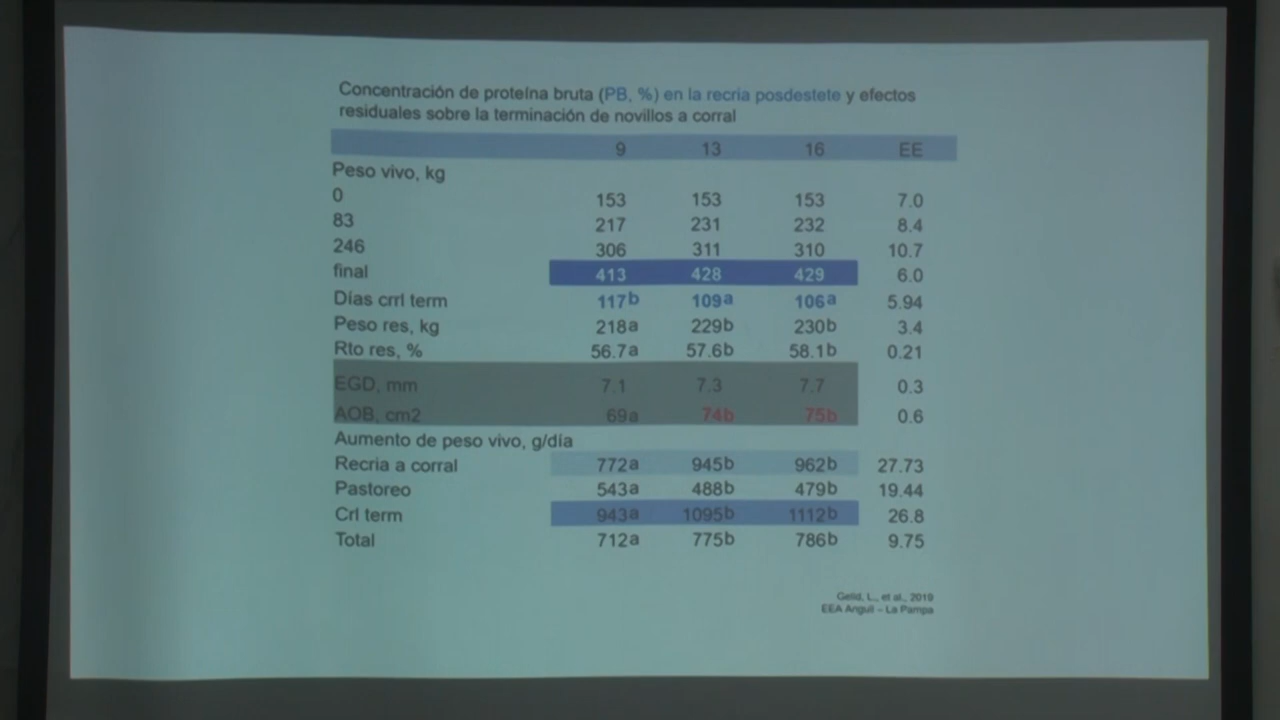 Concentración de proteína bruta (PB, %) en la recria posdestete y efectos
residuales sobre la terminación de novillos a corral
9 13 16 EE
Peso vivo, kg
0 153 153 153 7.0
83 217 231 232 8.4
246 306 311 310 10.7
final 413 428 429 6.0
Días crrl term 117b 109a 106a 5.94
Peso res, kg 218a 229b 230b 3.4
Rto res, % 56.7a 57.6b 58.1b 0.21
EGD, mm 7.1 7.3 7.7 0.3
AOB, cm2 69a 74b 75b 0.6
Aumento de peso vivo, g/día
Recria a corral 772a 945b 962b 27.73
Pastoreo 543a 488b 479b 19.44
Crl term 943a 1095b 1112b 26.8
Total 712a 775b 786b 9.75
L., et al., 2019
EEA Anguil – La Pampa